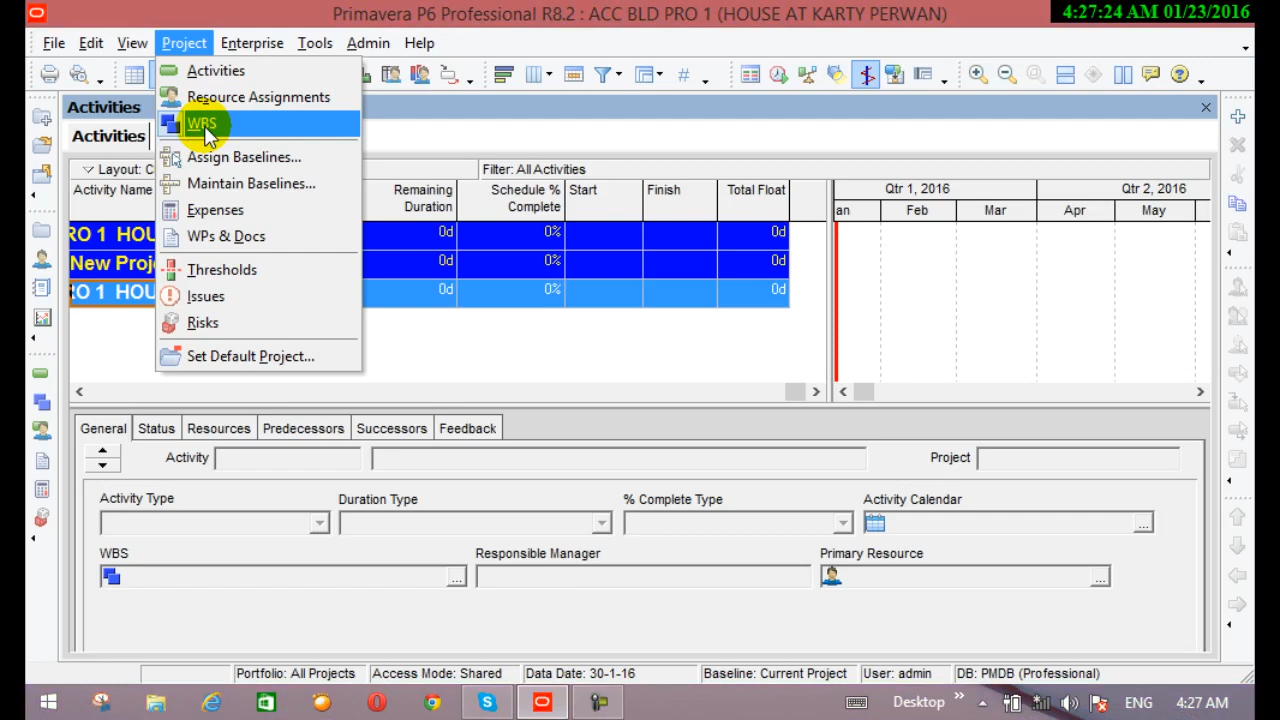 Primavera P6 Professional R8.2 : ACC BLD PRO 1 (HOUSE AT KARTY PERWAN)
4:27:24 AM 01/23/2016
File Edit View Project Enterprise Tools Admin Help
Activities
Resource Assignments
WBS
Assign Baselines...
Maintain Baselines...
Expenses
WPs & Docs
Thresholds
Issues
Risks
Set Default Project...
Activities
Activities
Layout: C
Filter: All Activities
Activity Name
Remaining Duration
Schedule % Complete
Start
Finish
Total Float
Qtr 1, 2016
Qtr 2, 2016
an Feb Mar Apr May
RO 1 HOU 0d 0% 0d
New Proj 0d 0% 0d
RO 1 HOU 0d 0% 0d
General Status Resources Predecessors Successors Feedback
Activity
Project
Activity Type Duration Type % Complete Type Activity Calendar
WBS Responsible Manager Primary Resource
Portfolio: All Projects Access Mode: Shared Data Date: 30-1-16 Baseline: Current Project User: admin DB: PMDB (Professional)
Desktop ENG 4:27 AM